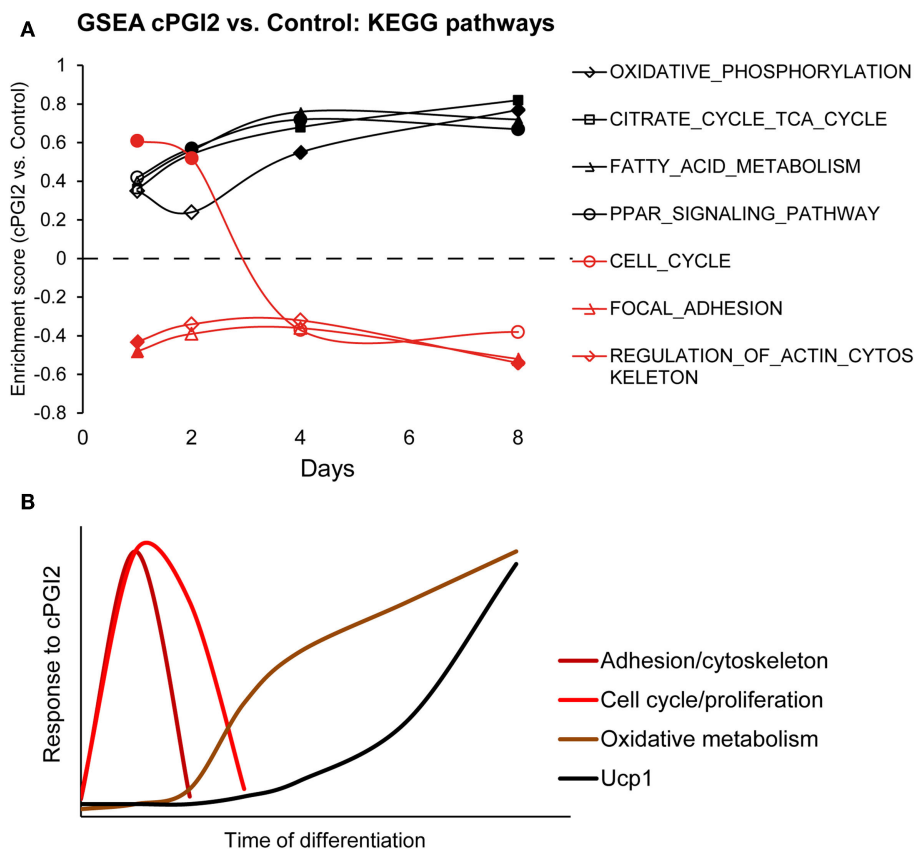 A GSEA cPGI2 vs. Control: KEGG pathways
Enrichment score (cPGI2 vs. Control)
1
0.8
0.6
0.4
0.2
0
-0.2
-0.4
-0.6
-0.8
0 2 4 6 8
Days
OXIDATIVE_PHOSPHORYLATION
CITRATE_CYCLE_TCA_CYCLE
FATTY_ACID_METABOLISM
PPAR_SIGNALING_PATHWAY
CELL_CYCLE
FOCAL_ADHESION
REGULATION_OF_ACTIN_CYTOS
KELETON
B
Response to cPGI2
Time of differentiation
Adhesion/cytoskeleton
Cell cycle/proliferation
Oxidative metabolism
Ucp1